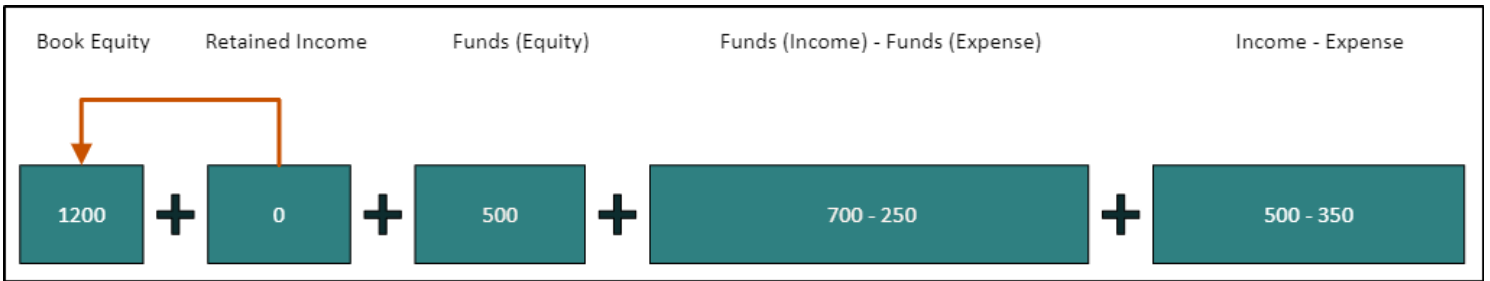 Book Equity Retained Income Funds (Equity) Funds (Income) - Funds (Expense) Income - Expense
1200 + 0 + 500 + 700 - 250 + 500 - 350